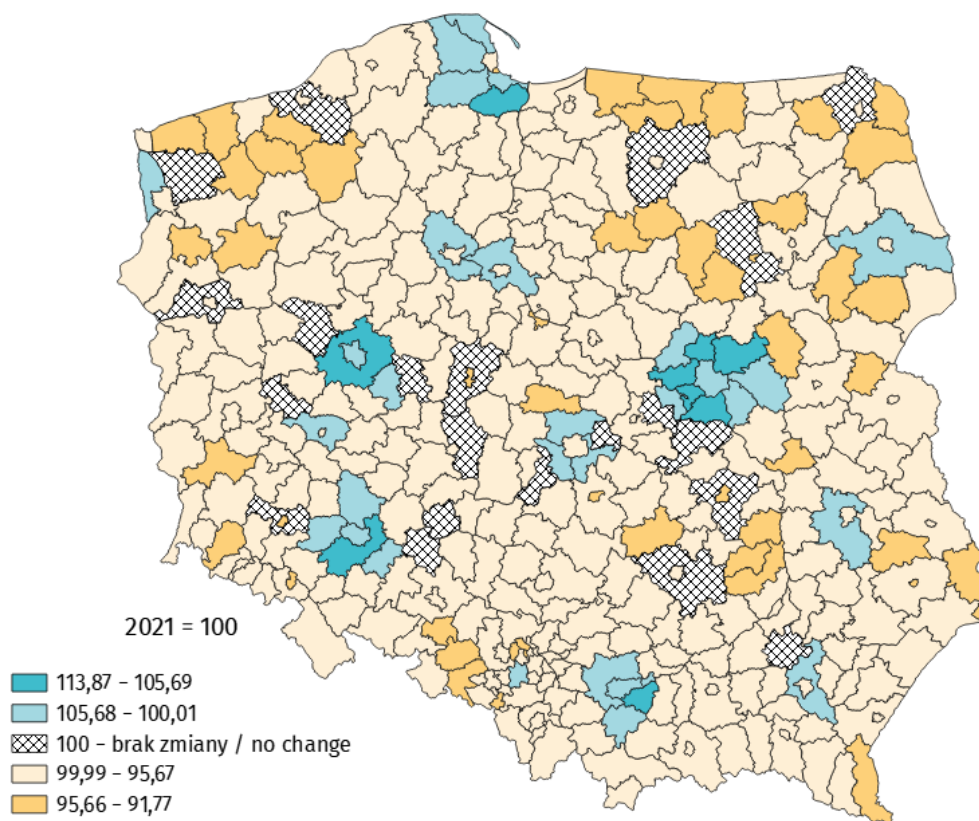 2021 = 100
113,87 – 105,69
105,68 – 100,01
100 – brak zmiany / no change
99,99 – 95,67
95,66 – 91,77